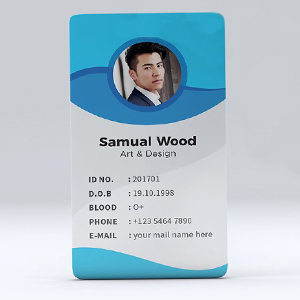 Samual Wood
Art & Design
ID NO. : 201701
D.O.B : 19.10.1998
BLOOD : O+
PHONE : +123 5464 7890
E-MAIL : your mail name here